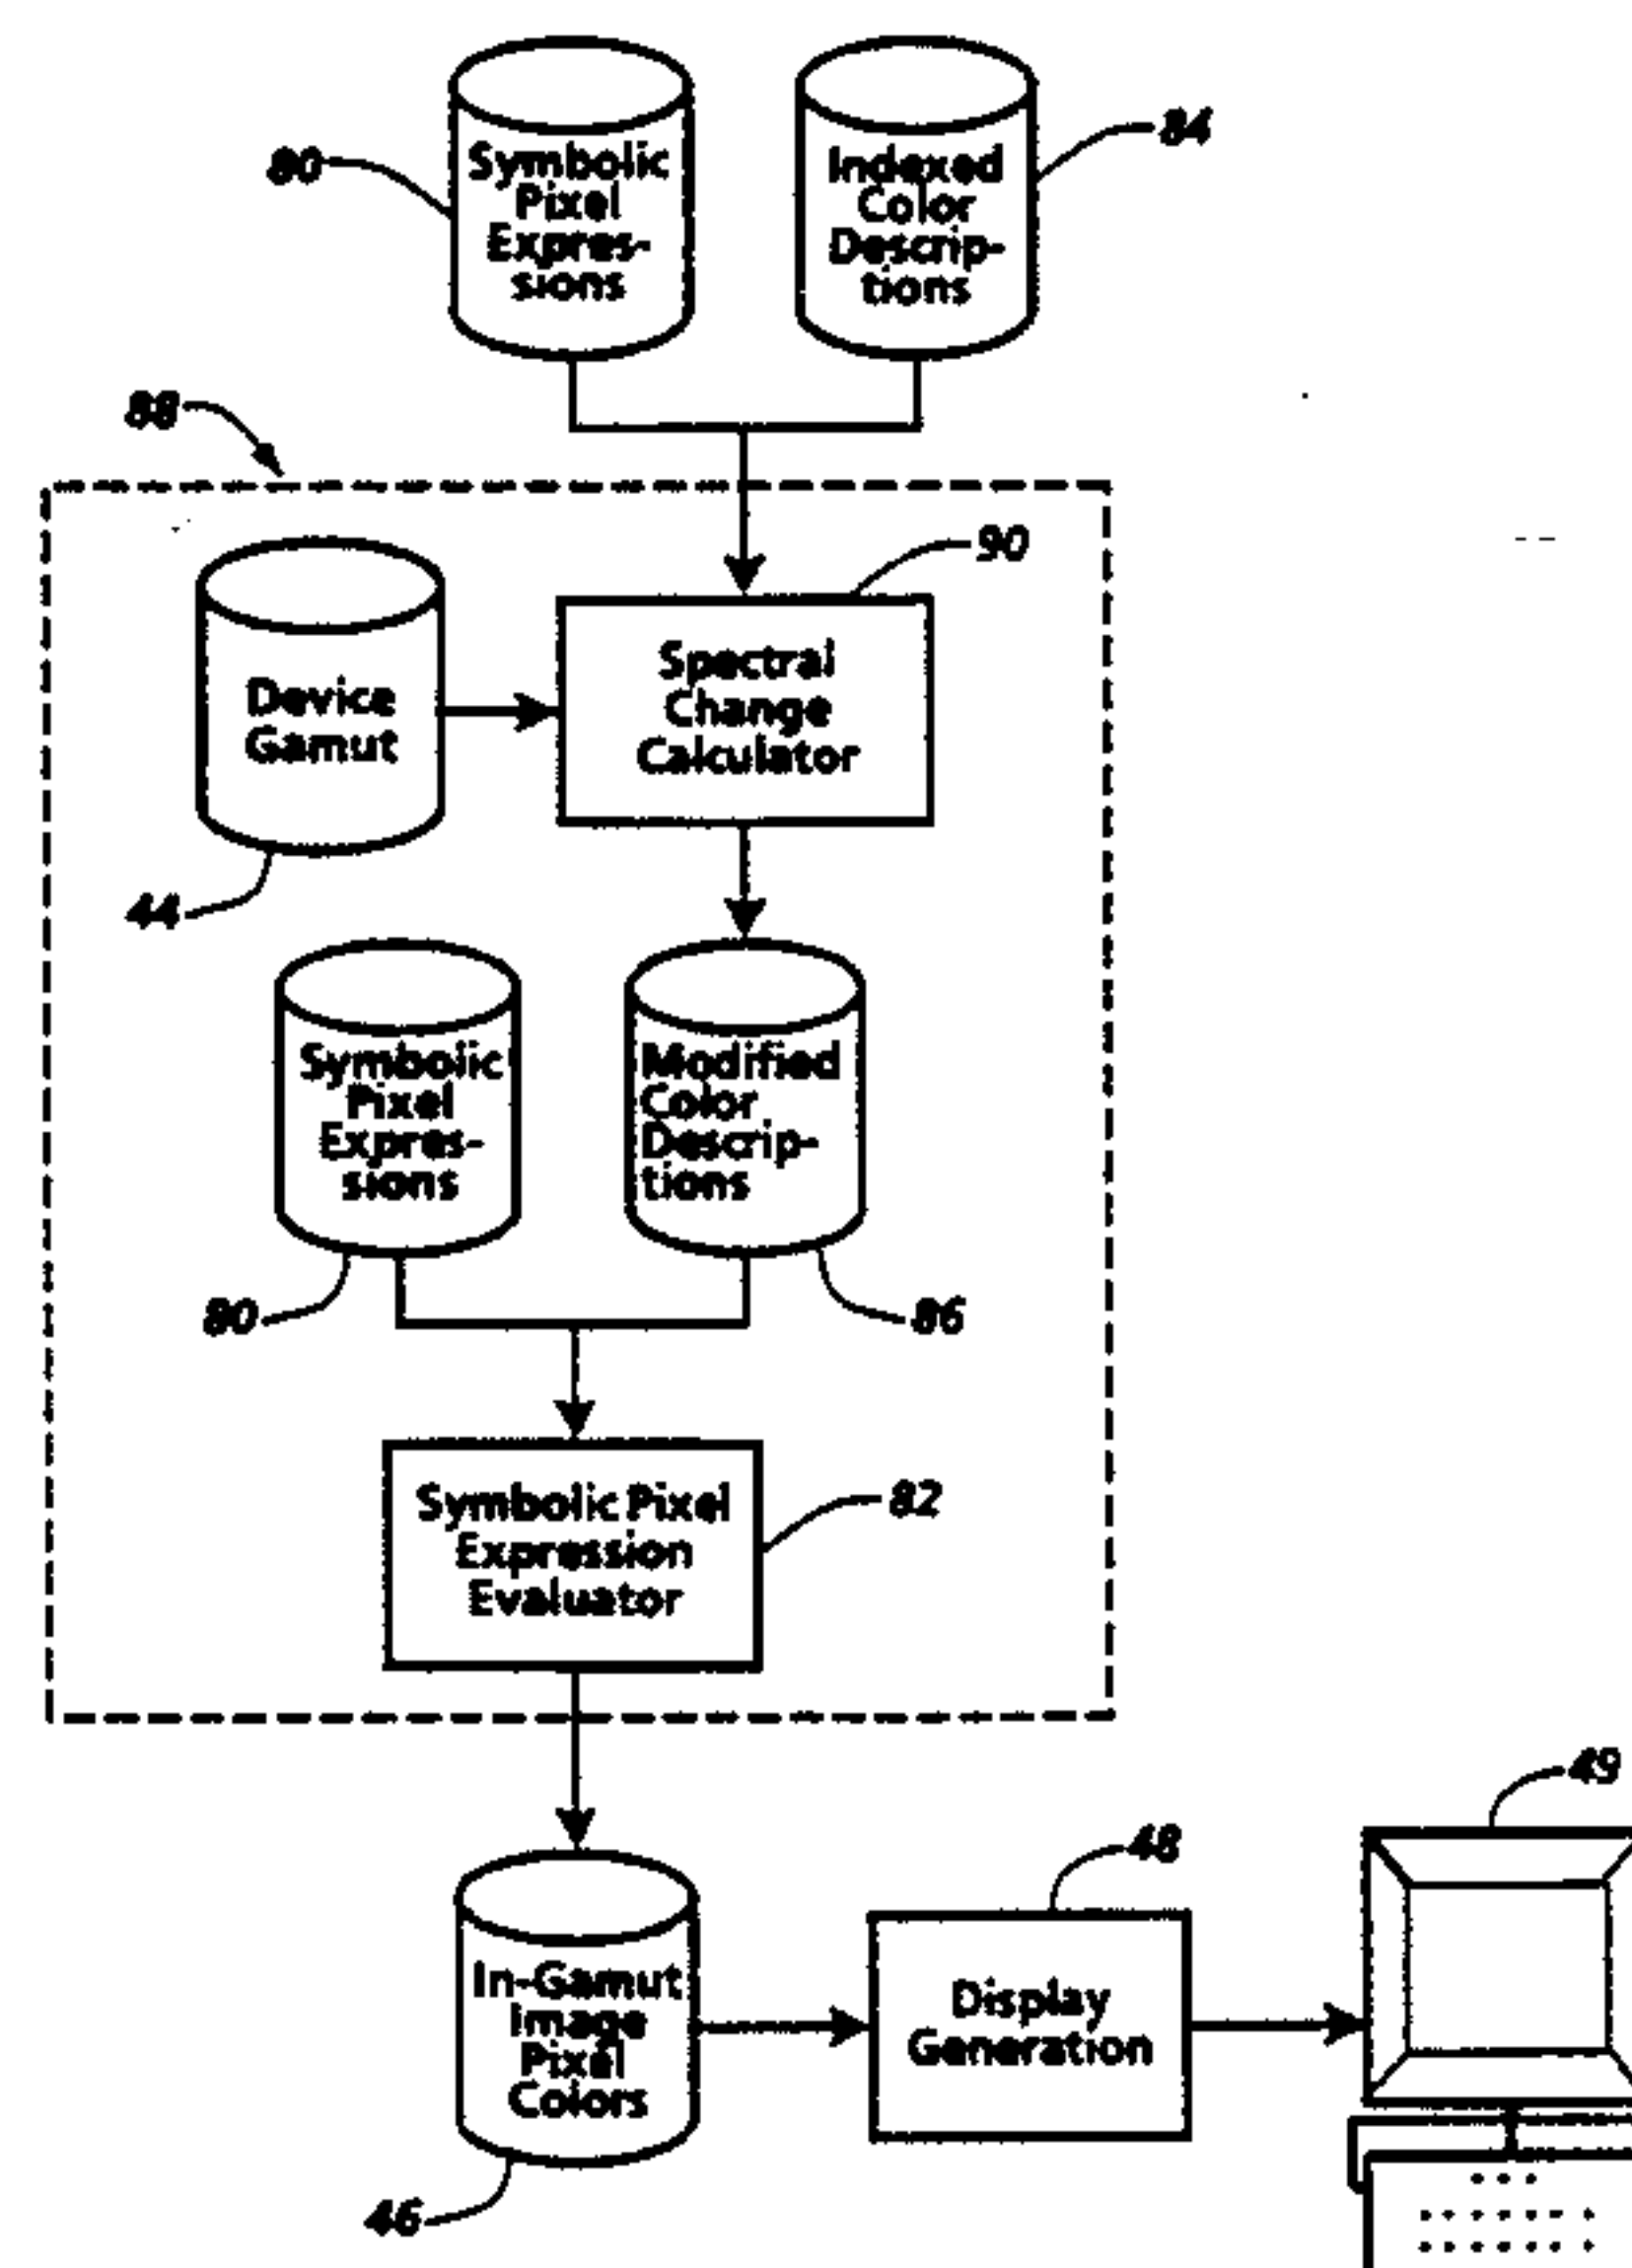 80
Symbolic
Pixel
Expres-
sions
Indexed
Color
Descrip-
tions
84
88
90
Device
Gamut
Spectral
Change
Calculator
44
Symbolic
Pixel
Expres-
sions
Modified
Color
Descrip-
tions
80
86
Symbolic Pixel
Expression
Evaluator
82
49
48
In-Gamut
Image
Pixel
Colors
Display
Generation
46